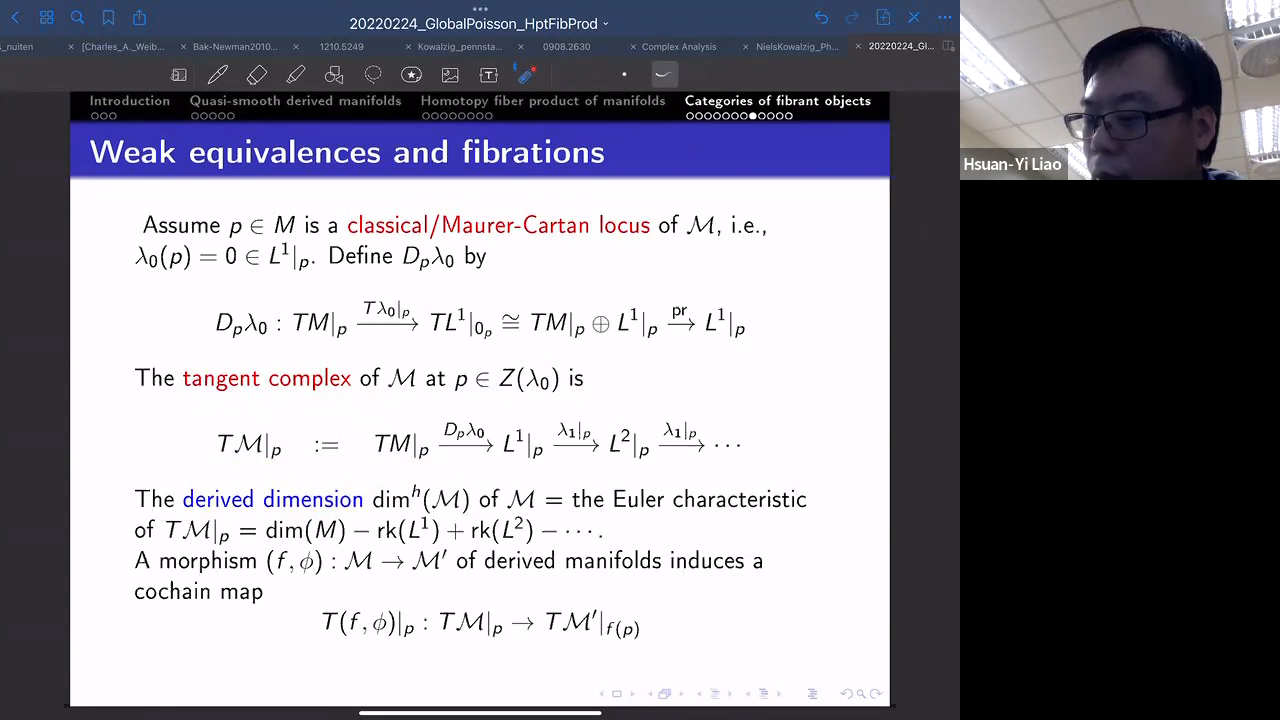 20220224_GlobalPoisson_HptFibProd
_nuiten
[Charles_A._Weib...
Bak-Newman2010...
1210.5249
Kowalzig_pennsta...
0908.2630
Complex Analysis
NielsKowalzig_Ph...
20220224_Gl...
Introduction Quasi-smooth derived manifolds Homotopy fiber product of manifolds Categories of fibrant objects
Weak equivalences and fibrations
Hsuan-Yi Liao
Assume p ∈ M is a classical/Maurer-Cartan locus of ℳ, i.e.,
λ₀(p) = 0 ∈ L¹|ₚ. Define Dₚλ₀ by
Dₚλ₀ : TM|ₚ —Tλ₀|ₚ→ TL¹|₀ₚ ≅ TM|ₚ ⊕ L¹|ₚ —pr→ L¹|ₚ
The tangent complex of ℳ at p ∈ Z(λ₀) is
Tℳ|ₚ := TM|ₚ —Dₚλ₀→ L¹|ₚ —λ₁|ₚ→ L²|ₚ —λ₁|ₚ→ ⋯
The derived dimension dimʰ(ℳ) of ℳ = the Euler characteristic
of Tℳ|ₚ = dim(M) − rk(L¹) + rk(L²) − ⋯.
A morphism (f, ϕ) : ℳ → ℳ′ of derived manifolds induces a
cochain map
T(f, ϕ)|ₚ : Tℳ|ₚ → Tℳ′|f(p)